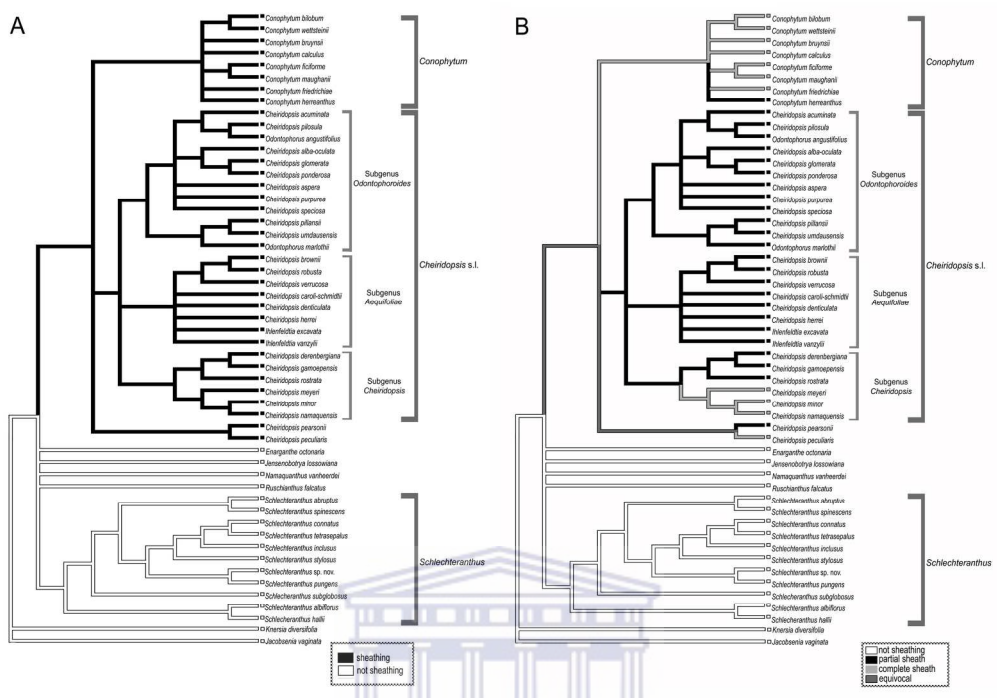 A
Conophytum bilobum
Conophytum wettsteinii
Conophytum bruynsii
Conophytum calculus
Conophytum ficiforme
Conophytum maughanii
Conophytum friedrichiae
Conophytum herreanthus
Conophytum
Cheiridopsis acuminata
Cheiridopsis pilosula
Odontophorus angustifolius
Cheiridopsis alba-oculata
Cheiridopsis glomerata
Cheiridopsis ponderosa
Cheiridopsis aspera
Cheiridopsis purpurea
Cheiridopsis speciosa
Cheiridopsis pillansii
Cheiridopsis umdausensis
Odontophorus marlothii
Subgenus
Odontophoroides
Cheiridopsis brownii
Cheiridopsis robusta
Cheiridopsis verrucosa
Cheiridopsis caroli-schmidtii
Cheiridopsis denticulata
Cheiridopsis herrei
Ihlenfeldtia excavata
Ihlenfeldtia vanzylii
Subgenus
Aequifoliae
Cheiridopsis derenbergiana
Cheiridopsis gamoepensis
Cheiridopsis rostrata
Cheiridopsis meyeri
Cheiridopsis minor
Cheiridopsis namaquensis
Subgenus
Cheiridopsis
Cheiridopsis s.l.
Cheiridopsis pearsonii
Cheiridopsis peculiaris
Enarganthe octonaria
Jensenobotrya lossowiana
Namaquanthus vanheerdei
Ruschianthus falcatus
Schlechteranthus abruptus
Schlechteranthus spinescens
Schlechteranthus connatus
Schlechteranthus tetrasepalus
Schlechteranthus inclusus
Schlechteranthus stylosus
Schlechteranthus sp. nov.
Schlechteranthus pungens
Schlecheranthus subglobosus
Schlechteranthus albiflorus
Schlecheranthus hallii
Schlechteranthus
Knersia diversifolia
Jacobsenia vaginata
sheathing
not sheathing
B
Conophytum bilobum
Conophytum wettsteinii
Conophytum bruynsii
Conophytum calculus
Conophytum ficiforme
Conophytum maughanii
Conophytum friedrichiae
Conophytum herreanthus
Conophytum
Cheiridopsis acuminata
Cheiridopsis pilosula
Odontophorus angustifolius
Cheiridopsis alba-oculata
Cheiridopsis glomerata
Cheiridopsis ponderosa
Cheiridopsis aspera
Cheiridopsis purpurea
Cheiridopsis speciosa
Cheiridopsis pillansii
Cheiridopsis umdausensis
Odontophorus marlothii
Subgenus
Odontophoroides
Cheiridopsis brownii
Cheiridopsis robusta
Cheiridopsis verrucosa
Cheiridopsis caroli-schmidtii
Cheiridopsis denticulata
Cheiridopsis herrei
Ihlenfeldtia excavata
Ihlenfeldtia vanzylii
Subgenus
Aequifoliae
Cheiridopsis derenbergiana
Cheiridopsis gamoepensis
Cheiridopsis rostrata
Cheiridopsis meyeri
Cheiridopsis minor
Cheiridopsis namaquensis
Subgenus
Cheiridopsis
Cheiridopsis s.l.
Cheiridopsis pearsonii
Cheiridopsis peculiaris
Enarganthe octonaria
Jensenobotrya lossowiana
Namaquanthus vanheerdei
Ruschianthus falcatus
Schlechteranthus abruptus
Schlechteranthus spinescens
Schlechteranthus connatus
Schlechteranthus tetrasepalus
Schlechteranthus inclusus
Schlechteranthus stylosus
Schlechteranthus sp. nov.
Schlechteranthus pungens
Schlecheranthus subglobosus
Schlechteranthus albiflorus
Schlecheranthus hallii
Schlechteranthus
Knersia diversifolia
Jacobsenia vaginata
not sheathing
partial sheath
complete sheath
equivocal